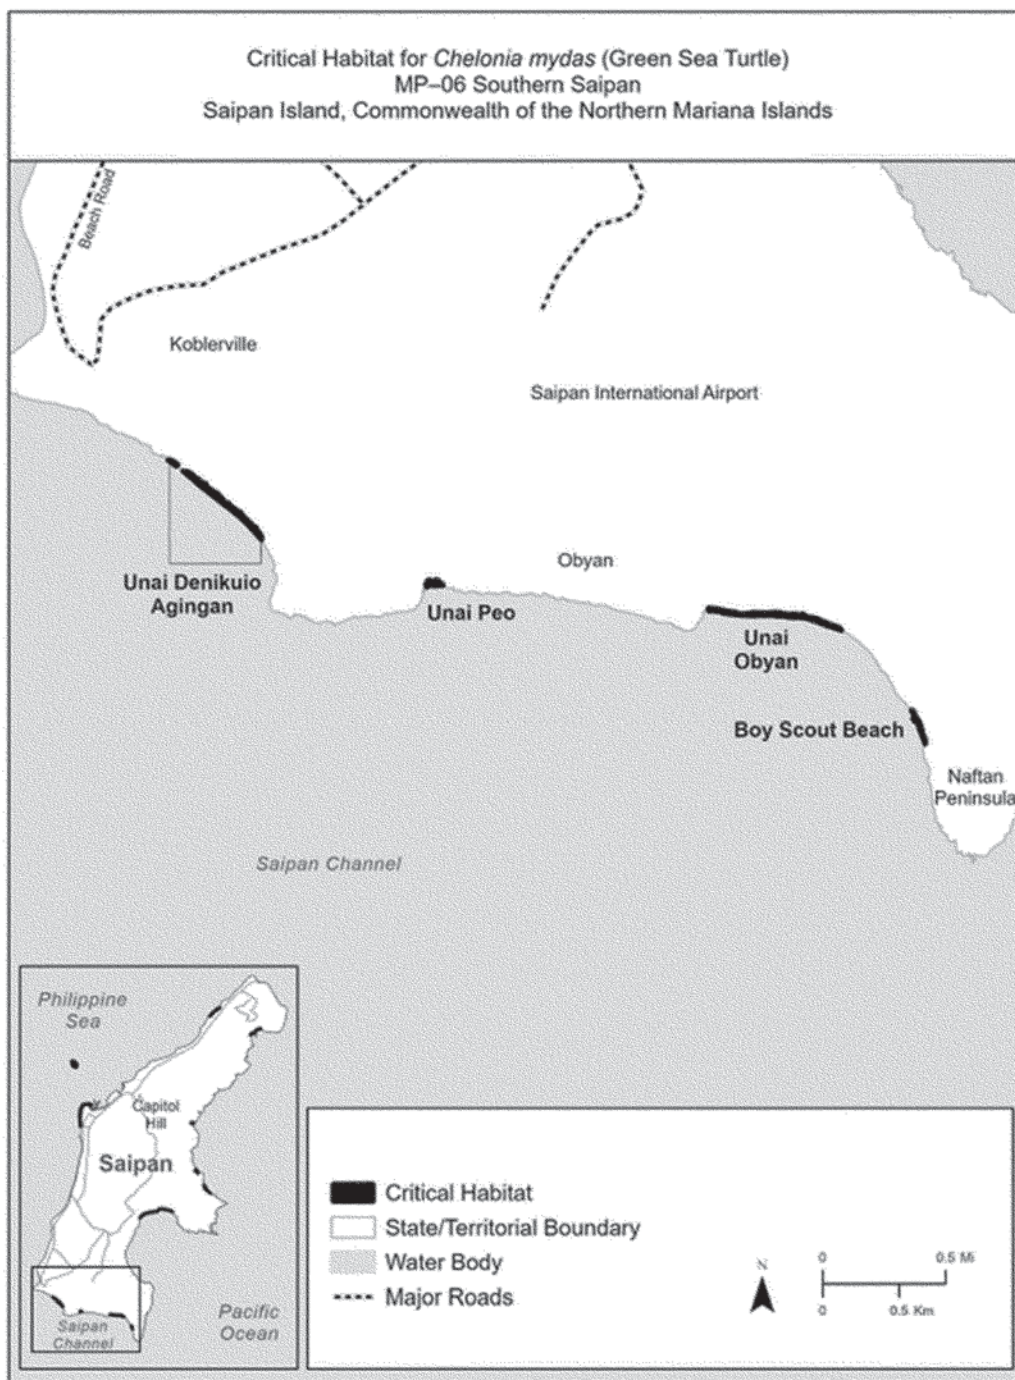 Critical Habitat for Chelonia mydas (Green Sea Turtle)
MP–06 Southern Saipan
Saipan Island, Commonwealth of the Northern Mariana Islands
Beach Road
Koblerville
Saipan International Airport
Obyan
Unai Denikuio
Agingan
Unai Peo
Unai
Obyan
Boy Scout Beach
Naftan
Peninsula
Saipan Channel
Philippine
Sea
Capitol
Hill
Saipan
Saipan
Channel
Pacific
Ocean
Critical Habitat
State/Territorial Boundary
Water Body
Major Roads
N
0 0.5 Mi
0 0.5 Km